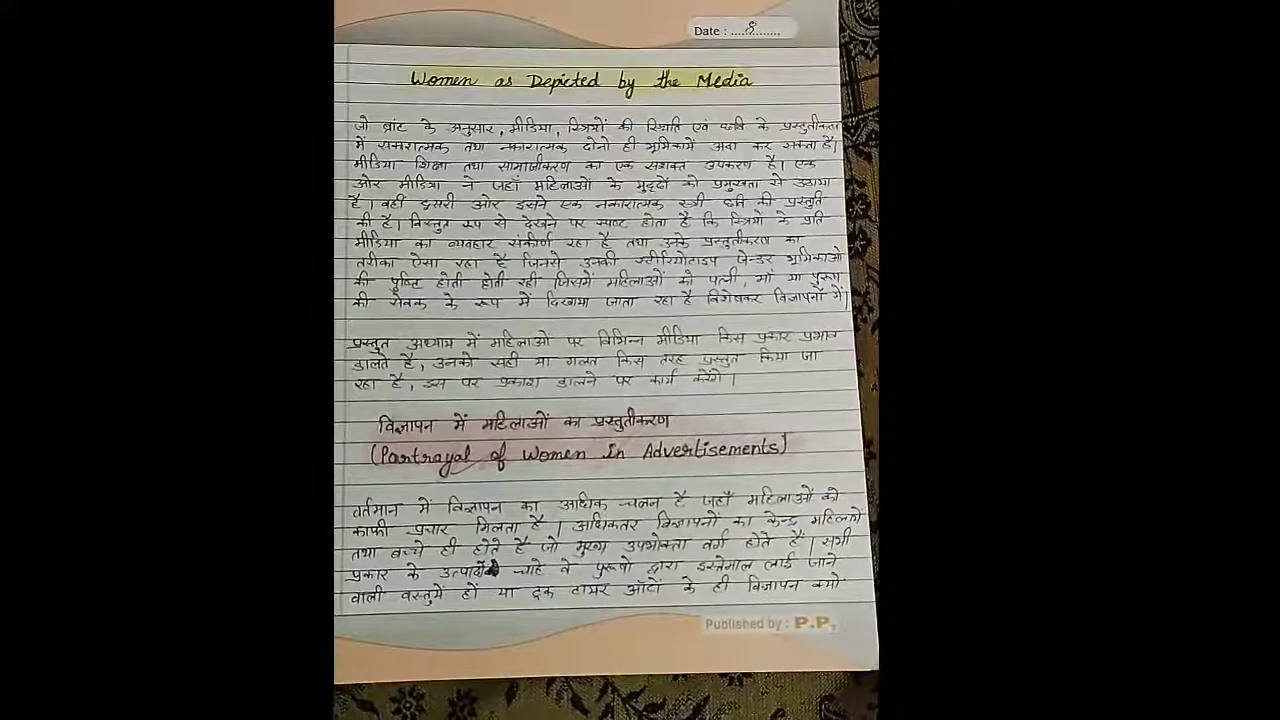 Date : ....8........
Women as Depicted by the Media
जो ब्रांट के अनुसार, मीडिया, स्त्रियों की स्थिति एवं छवि के प्रस्तुतीकरण
में सकारात्मक तथा नकारात्मक दोनो ही भूमिकामें अदा कर सकता है।
मीडिया शिक्षा तथा सामाजीकरण का एक सशक्त उपकरण है। एक
ओर मीडिया ने जहाँ महिलाओं के मुद्दों को प्रमुखता से उठाया
है। वहीं दूसरी ओर इसने एक नकारात्मक स्त्री छवि की प्रस्तुति
की है। विस्तृत रूप से देखने पर स्पष्ट होता है कि स्त्रियों के प्रति
मीडिया का व्यवहार संकीर्ण रहा है तथा उनके प्रस्तुतीकरण का
तरीका ऐसा रहा है जिनसे उनकी स्टीरियोटाइप जेन्डर भूमिकाओं
की पुष्टि होती होती रही जिसमें महिलाओं को पत्नी, माँ या पुरूष
की सेवक के रूप में दिखाया जाता रहा है विशेषकर विज्ञापनों में।
प्रस्तुत अध्याय में महिलाओं पर विभिन्न मीडिया किस प्रकार प्रभाव
डालते है, उनको सही या गलत किस तरह प्रस्तुत किया जा
रहा है, इस पर प्रकाश डालने पर कार्य करेंगे।
विज्ञापन में महिलाओं का प्रस्तुतीकरण
(Partrayal of Women in Advertisements)
वर्तमान में विज्ञापन का अधिक चलन है जहाँ महिलाओं को
काफी प्रचार मिलता है। अधिकतर विज्ञापनों का केन्द्र महिलायें
तथा बच्चे ही होते है जो मुख्य उपभोक्ता वर्ग होते हैं। सभी
प्रकार के उत्पादों चाहे वे पुरूषो द्वारा इस्तेमाल लाई जाने
वाली वस्तुयें हों या ट्रक टायर ऑटों के ही विज्ञापन क्यो
Published by : P.P.